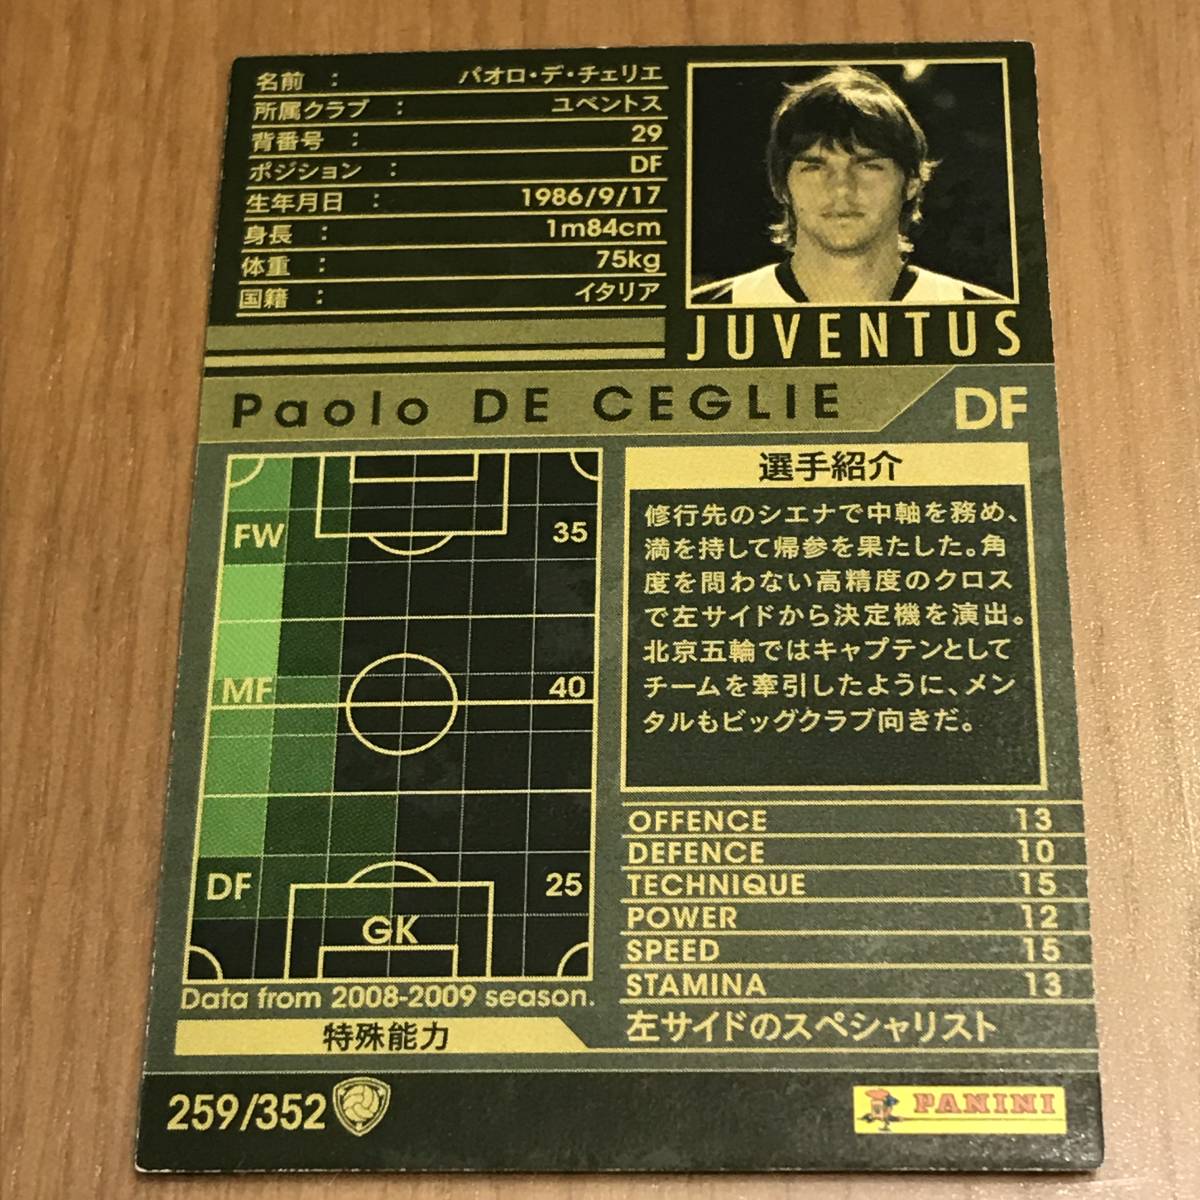 名前 : パオロ・デ・チェリエ
所属クラブ : ユベントス
背番号 : 29
ポジション : DF
生年月日 : 1986/9/17
身長 : 1m84cm
体重 : 75kg
国籍 : イタリア
JUVENTUS
Paolo DE CEGLIE
DF
FW 35
MF 40
DF 25
GK
Data from 2008-2009 season.
選手紹介
修行先のシエナで中軸を務め、
満を持して帰参を果たした。角
度を問わない高精度のクロス
で左サイドから決定機を演出。
北京五輪ではキャプテンとして
チームを牽引したように、メン
タルもビッグクラブ向きだ。
OFFENCE 13
DEFENCE 10
TECHNIQUE 15
POWER 12
SPEED 15
STAMINA 13
特殊能力
左サイドのスペシャリスト
259/352
PANINI